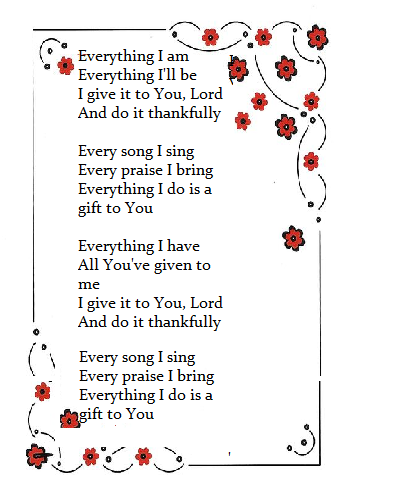 Everything I am
Everything I'll be
I give it to You, Lord
And do it thankfully
Every song I sing
Every praise I bring
Everything I do is a
gift to You
Everything I have
All You've given to
me
I give it to You, Lord
And do it thankfully
Every song I sing
Every praise I bring
Everything I do is a
gift to You